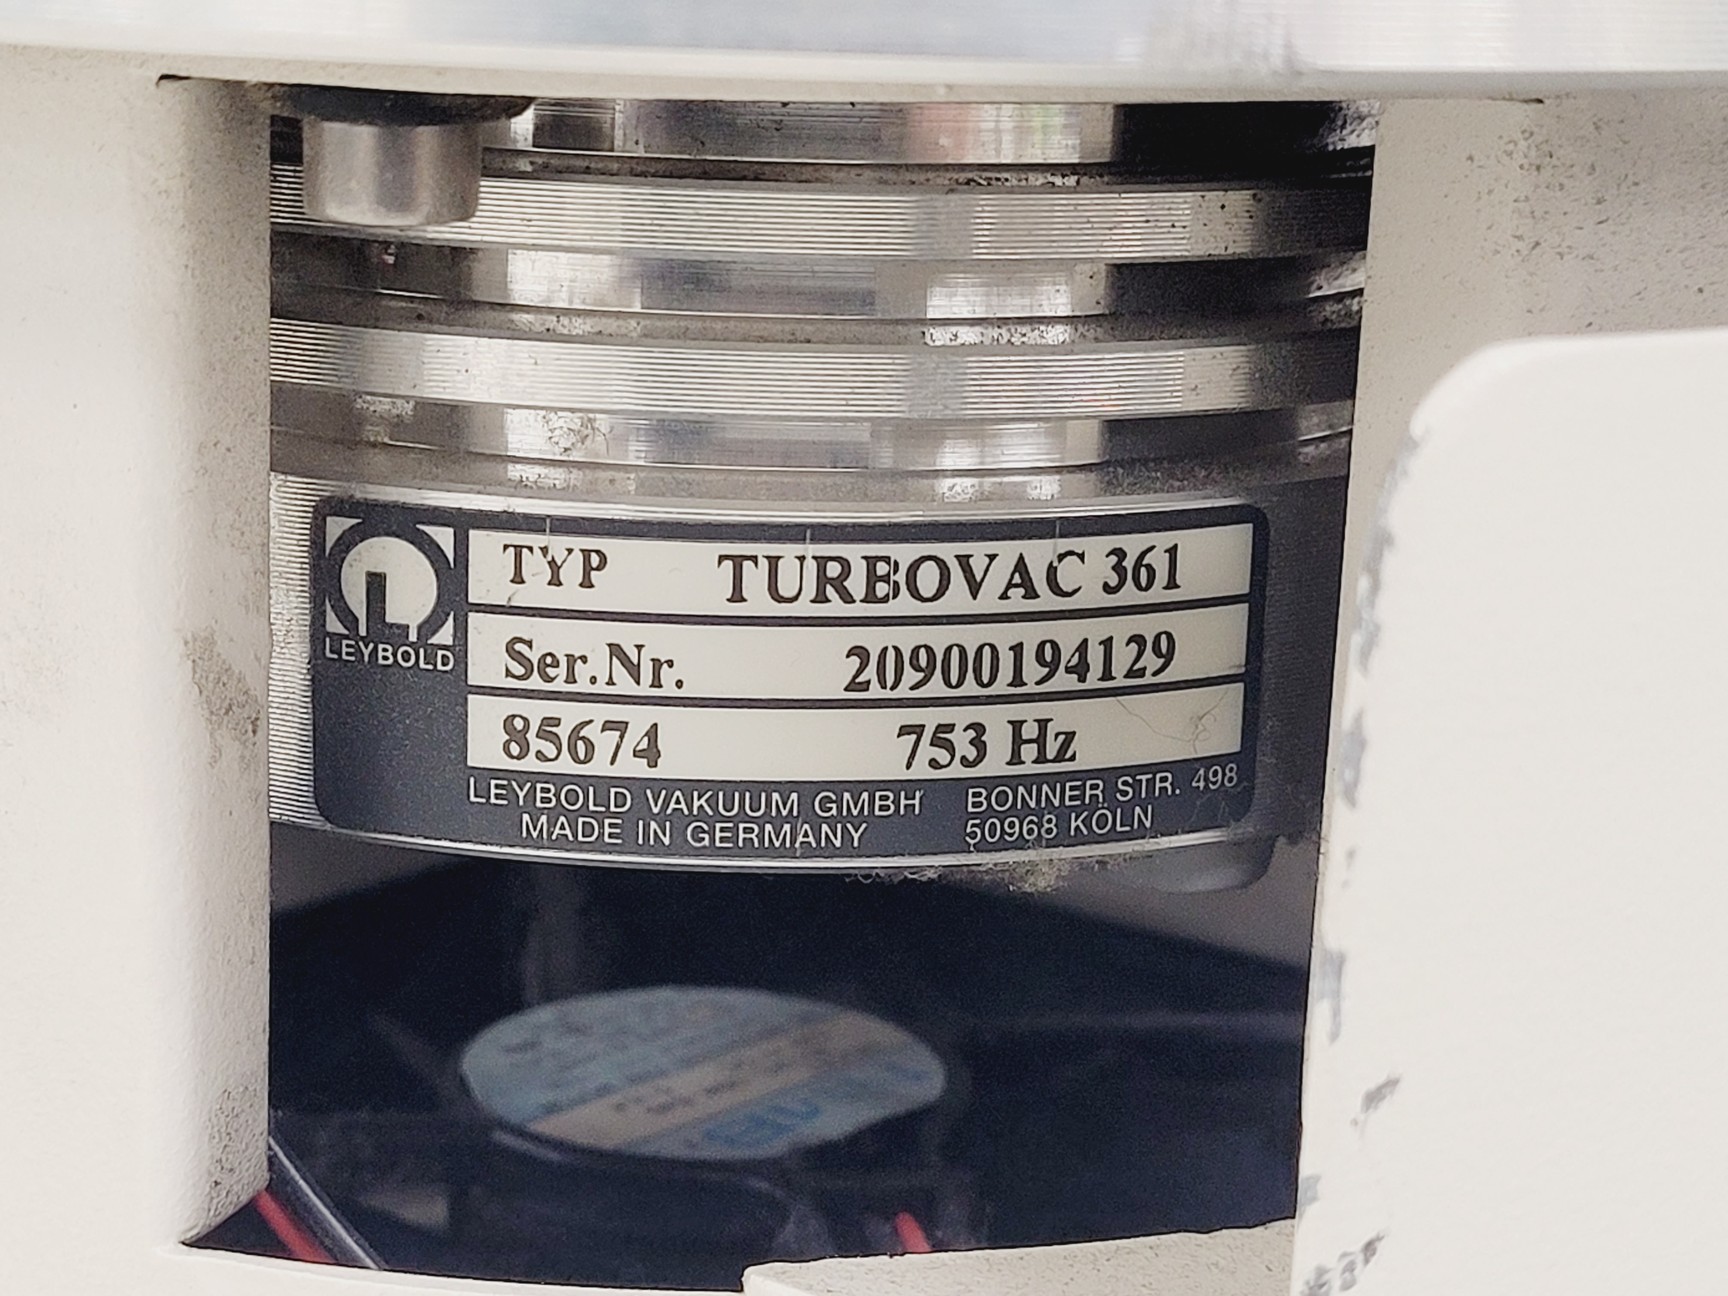 TYP TURBOVAC 361
LEYBOLD
Ser.Nr. 20900194129
85674 753 Hz
LEYBOLD VAKUUM GMBH BONNER STR. 498
MADE IN GERMANY 50968 KÖLN